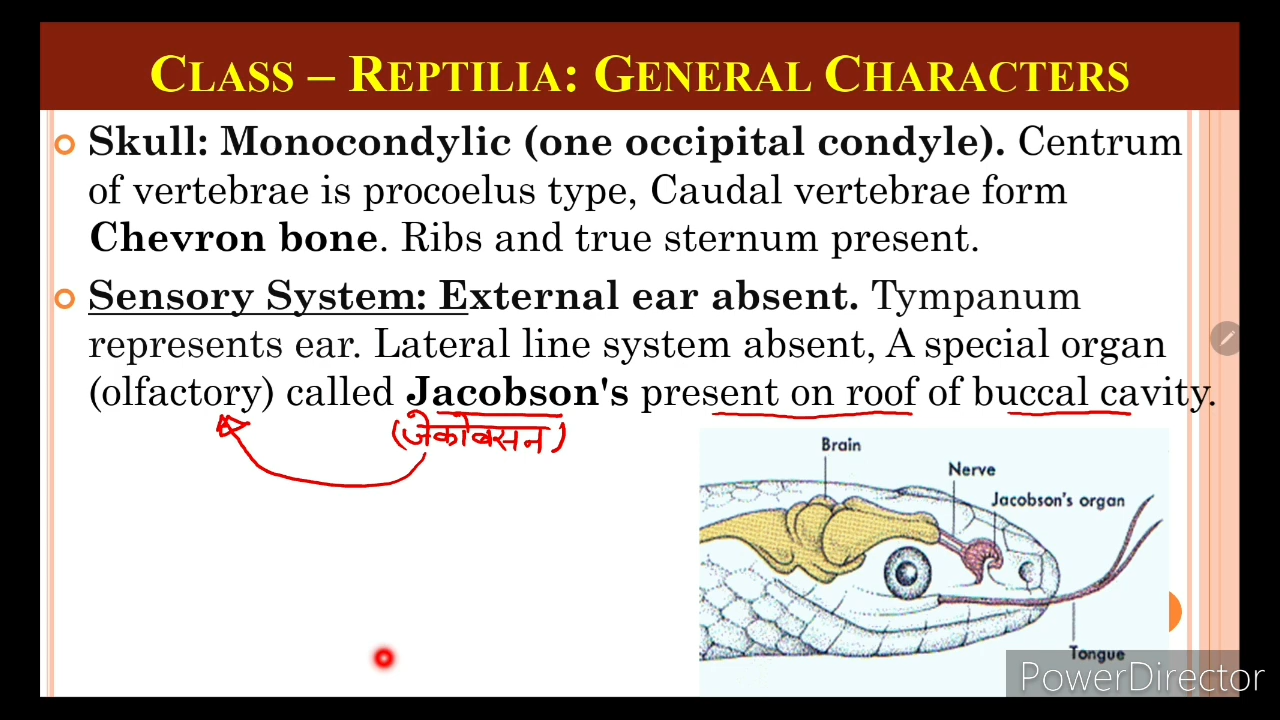 CLASS – REPTILIA: GENERAL CHARACTERS
Skull: Monocondylic (one occipital condyle). Centrum
of vertebrae is procoelus type, Caudal vertebrae form
Chevron bone. Ribs and true sternum present.
Sensory System: External ear absent. Tympanum
represents ear. Lateral line system absent, A special organ
(olfactory) called Jacobson's present on roof of buccal cavity.
(जेकोबसन)
Brain
Nerve
Jacobson's organ
Tongue
PowerDirector